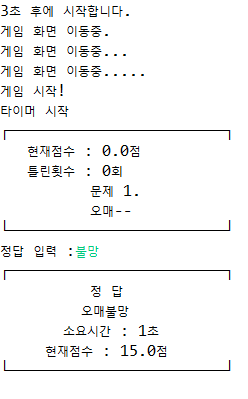 3초 후에 시작합니다.
게임 화면 이동중.
게임 화면 이동중...
게임 화면 이동중.....
게임 시작!
타이머 시작
현재점수 : 0.0점
틀린횟수 : 0회
문제 1.
오매--
정답 입력 :불망
정 답
오매불망
소요시간 : 1초
현재점수 : 15.0점